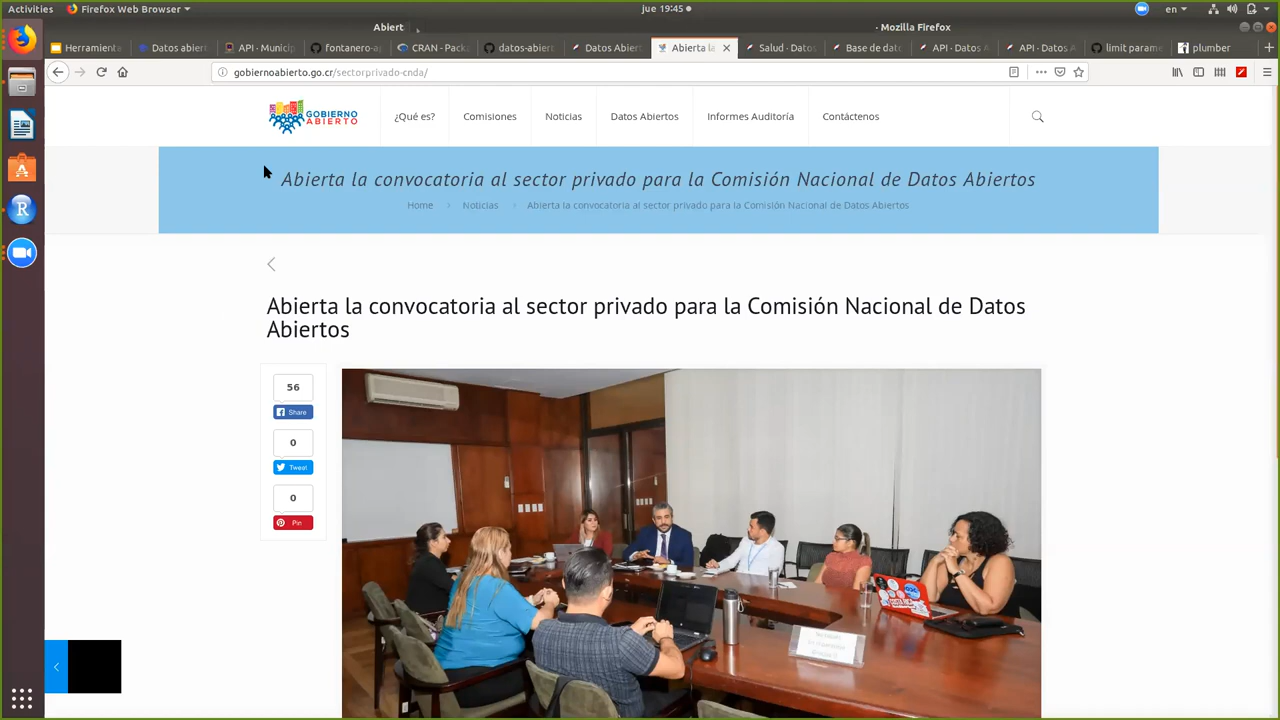 Activities
Firefox Web Browser
jue 19:45
en
Abiert
- Mozilla Firefox
Herramienta
Datos abiert
API - Municip
fontanero-ap
CRAN - Packa
datos-abiert
Datos Abiert
Abierta la
Salud - Datos
Base de dato
API - Datos A
API - Datos A
limit parame
plumber
gobiernoabierto.go.cr/sectorprivado-cnda/
GOBIERNO
ABIERTO
¿Qué es?
Comisiones
Noticias
Datos Abiertos
Informes Auditoría
Contáctenos
Abierta la convocatoria al sector privado para la Comisión Nacional de Datos Abiertos
Home
Noticias
Abierta la convocatoria al sector privado para la Comisión Nacional de Datos Abiertos
Abierta la convocatoria al sector privado para la Comisión Nacional de Datos
Abiertos
56
Share
0
Tweet
0
Pin